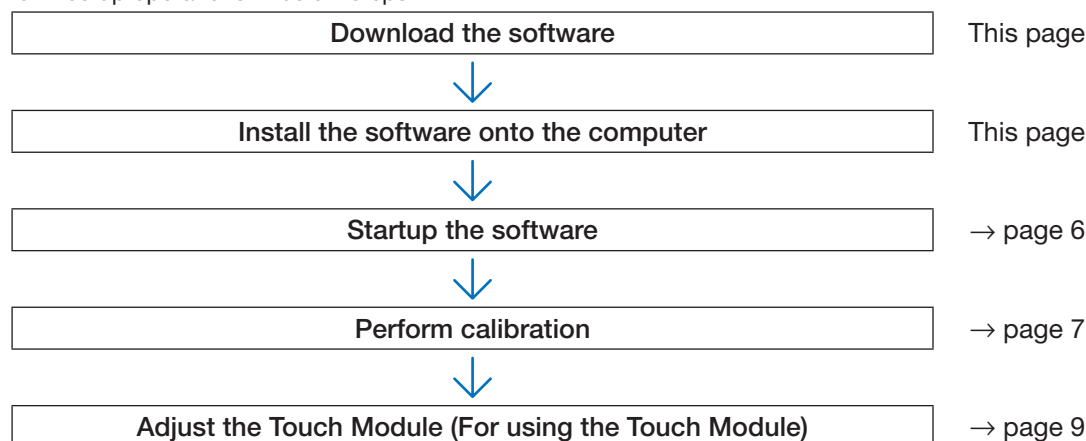 Download the software This page
Install the software onto the computer This page
Startup the software → page 6
Perform calibration → page 7
Adjust the Touch Module (For using the Touch Module) → page 9